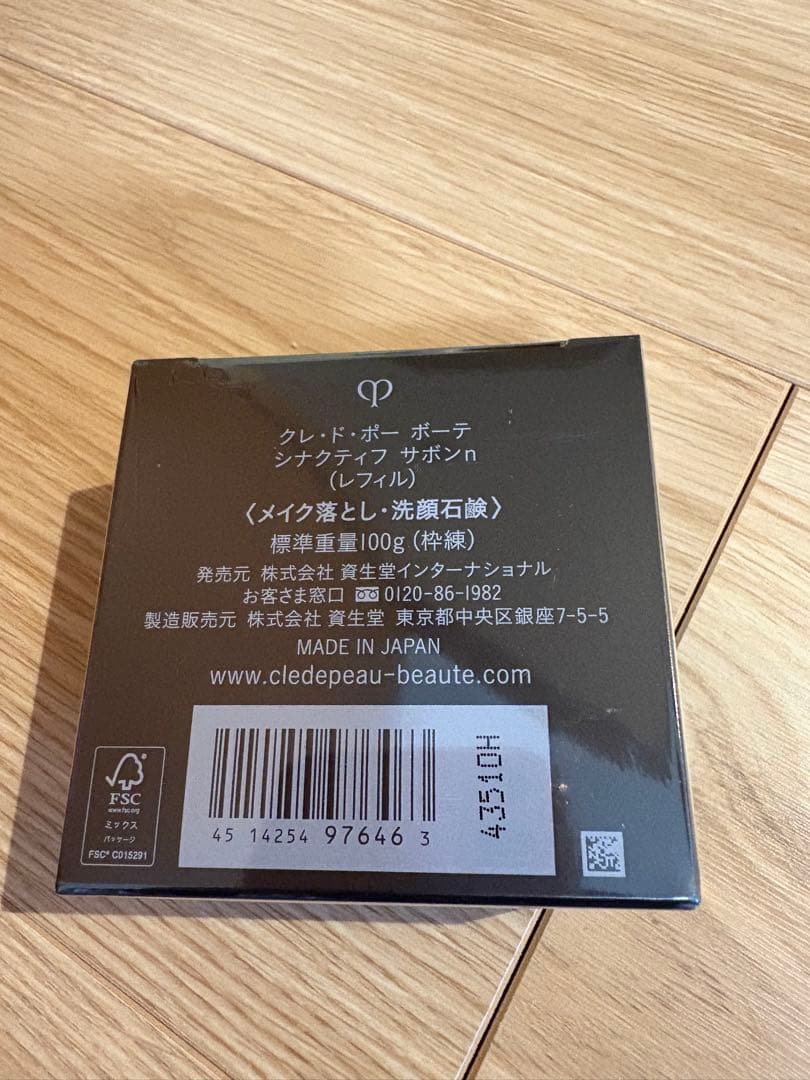 クレ・ド・ポー ボーテ
シナクティフ サボンn
(レフィル)
〈メイク落とし・洗顔石鹸〉
標準重量100g (枠練)
発売元 株式会社 資生堂インターナショナル
お客さま窓口 0120-86-1982
製造販売元 株式会社 資生堂 東京都中央区銀座7-5-5
MADE IN JAPAN
www.cledepeau-beaute.com
45 14254 97646 3
43510H
FSC
www.fsc.org
ミックス
パッケージ
FSC® C015291